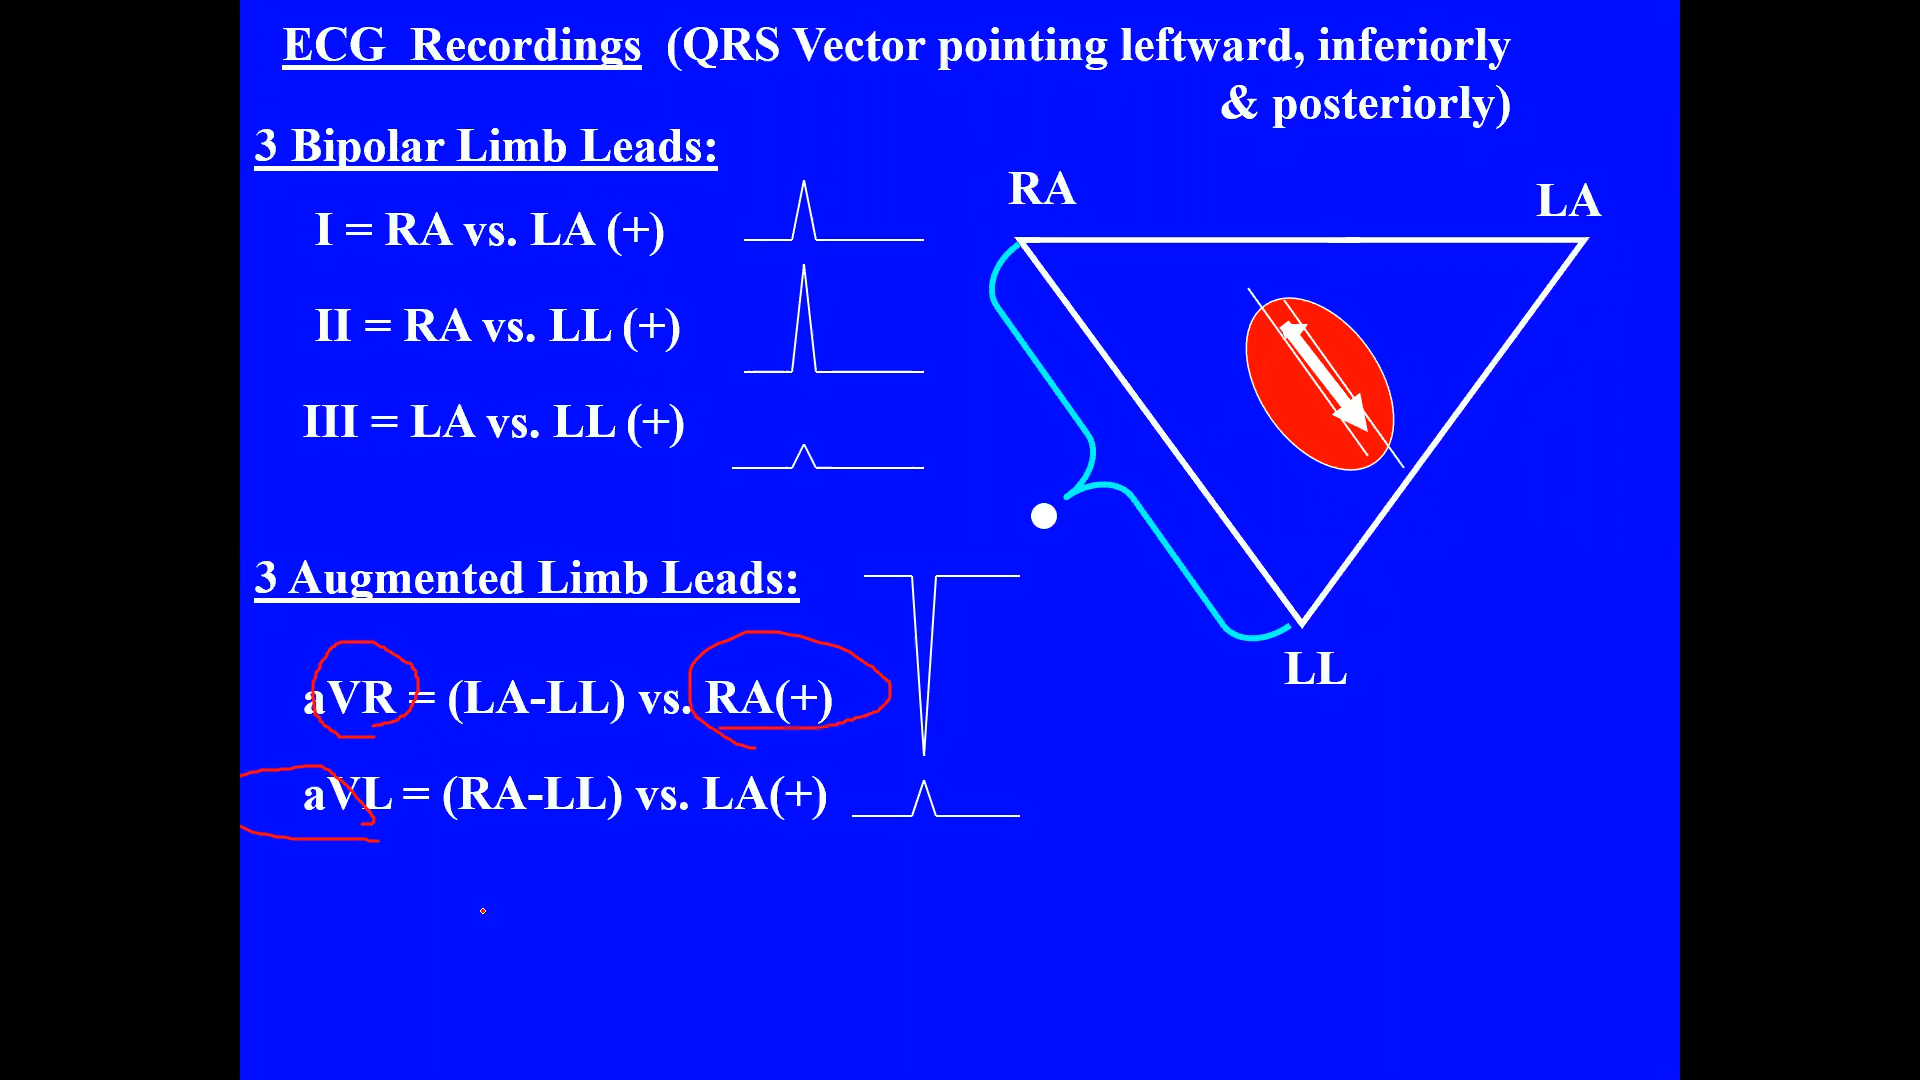 ECG Recordings (QRS Vector pointing leftward, inferiorly
& posteriorly)
3 Bipolar Limb Leads:
I = RA vs. LA (+)
II = RA vs. LL (+)
III = LA vs. LL (+)
RA
LA
LL
3 Augmented Limb Leads:
aVR = (LA-LL) vs. RA(+)
aVL = (RA-LL) vs. LA(+)